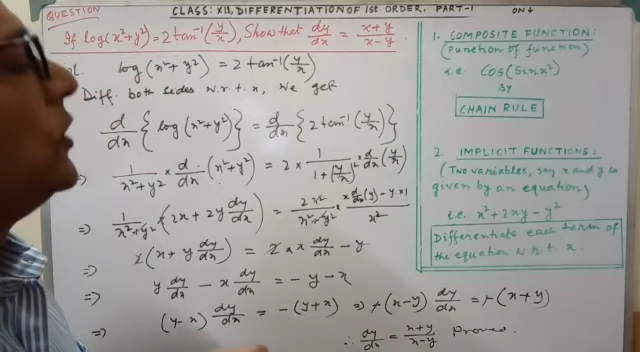 QUESTION
CLASS: XII, DIFFERENTIATION OF 1ST. ORDER. PART-1
If log(x²+y²) = 2 tan⁻¹(y/x), Show that dy/dx = x+y/x-y
log(x²+y²) = 2 tan⁻¹(y/x)
Diff. both sides w.r.t. x, we get
d/dx {log(x²+y²)} = d/dx {2 tan⁻¹(y/x)}
⇒ 1/x²+y² × d/dx (x²+y²) = 2 × 1/1+(y/x)² × d/dx (y/x)
⇒ 1/x²+y² × (2x + 2y dy/dx) = 2x²/x²+y² × x d/dx (y) - y × 1/x²
⇒ 2(x + y dy/dx) = 2 × x dy/dx - y
⇒ y dy/dx - x dy/dx = - y - x
⇒ (y-x) dy/dx = -(y+x) ⇒ -(x-y) dy/dx = -(x+y)
∴ dy/dx = x+y/x-y Proved.
1. COMPOSITE FUNCTION:
(Function of function)
i.e. Cos(Sinx²)
By
CHAIN RULE
2. IMPLICIT FUNCTIONS:
(Two variables, say x and y is
given by an equation)
i.e. x² + 2xy - y²
Differentiate each term of
the equation w.r.t. x.